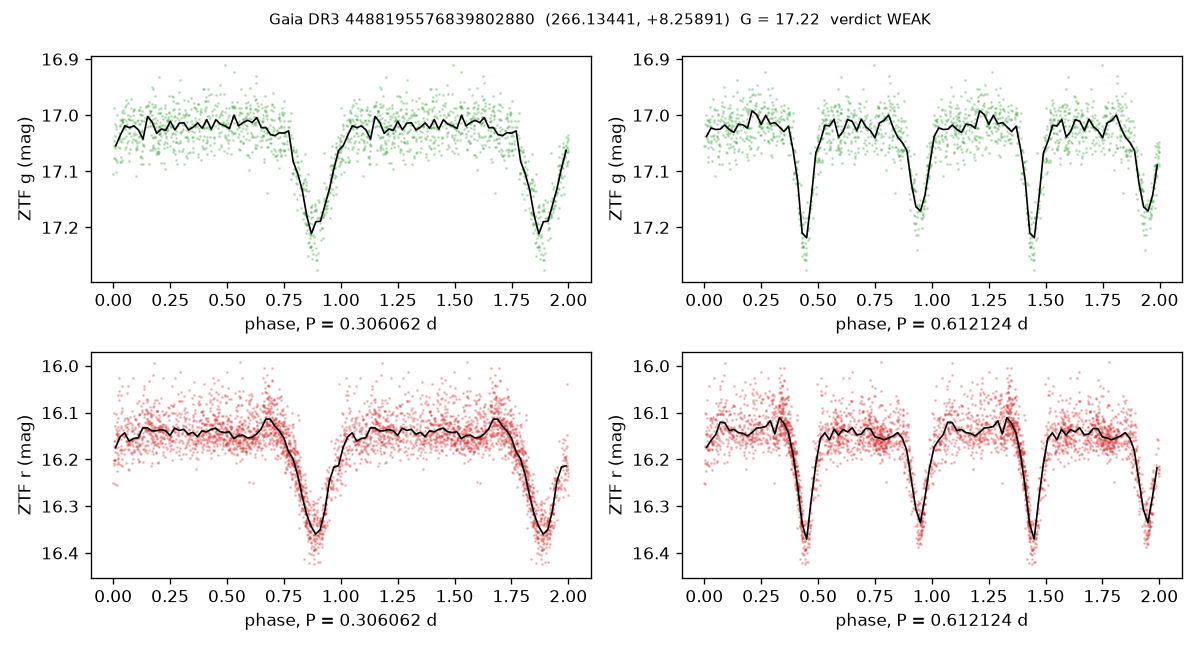 Gaia DR3 4488195576839802880  (266.13441, +8.25891)  G = 17.22  verdict WEAK
ZTF g (mag)
16.9
17.0
17.1
17.2
0.00 0.25 0.50 0.75 1.00 1.25 1.50 1.75 2.00
phase, P = 0.306062 d
ZTF g (mag)
16.9
17.0
17.1
17.2
0.00 0.25 0.50 0.75 1.00 1.25 1.50 1.75 2.00
phase, P = 0.612124 d
ZTF r (mag)
16.0
16.1
16.2
16.3
16.4
0.00 0.25 0.50 0.75 1.00 1.25 1.50 1.75 2.00
phase, P = 0.306062 d
ZTF r (mag)
16.0
16.1
16.2
16.3
16.4
0.00 0.25 0.50 0.75 1.00 1.25 1.50 1.75 2.00
phase, P = 0.612124 d